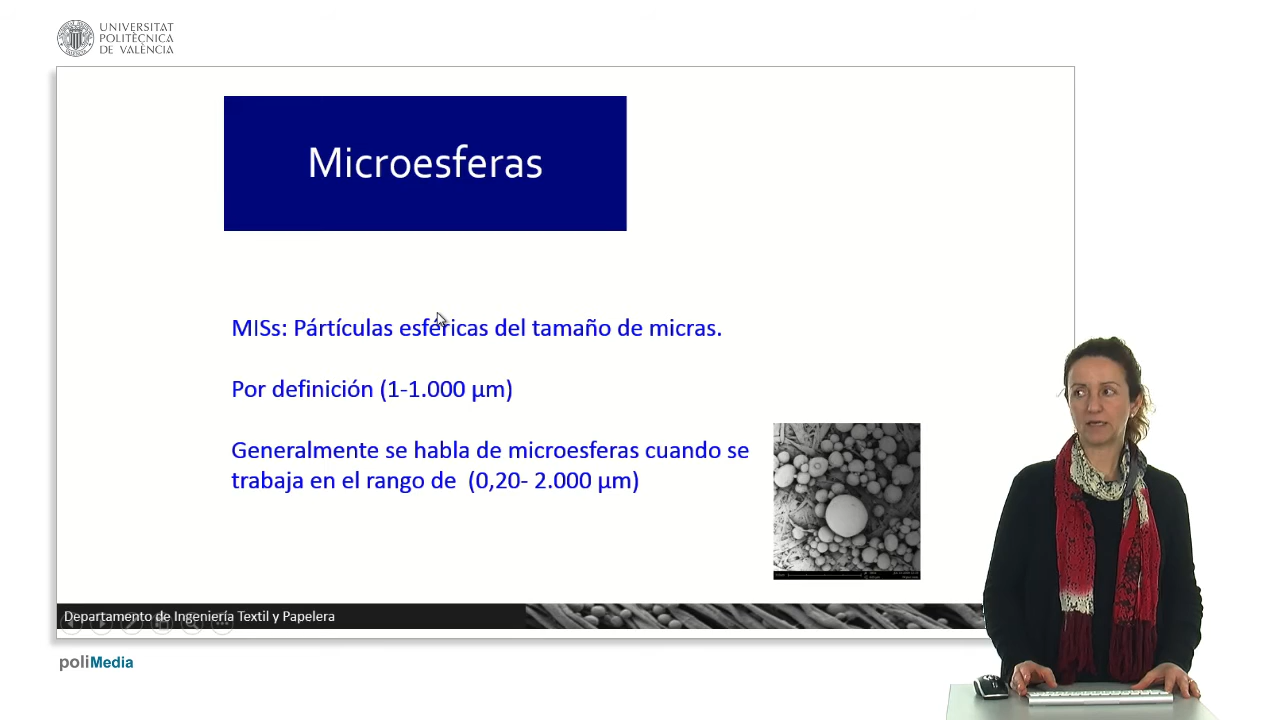 UNIVERSITAT
POLITÈCNICA
DE VALÈNCIA
Microesferas
MISs: Pártículas esféricas del tamaño de micras.
Por definición (1-1.000 µm)
Generalmente se habla de microesferas cuando se
trabaja en el rango de (0,20- 2.000 µm)
Departamento de Ingeniería Textil y Papelera
poliMedia